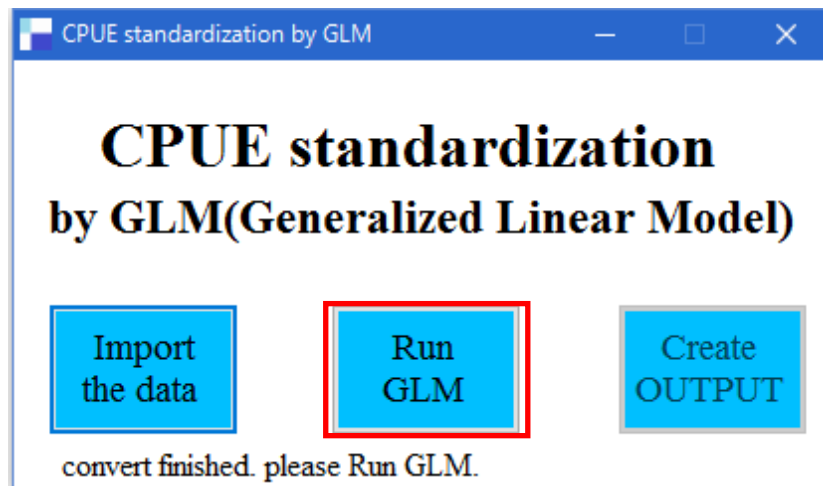 CPUE standardization by GLM
CPUE standardization
by GLM(Generalized Linear Model)
Import
the data
Run
GLM
Create
OUTPUT
convert finished. please Run GLM.